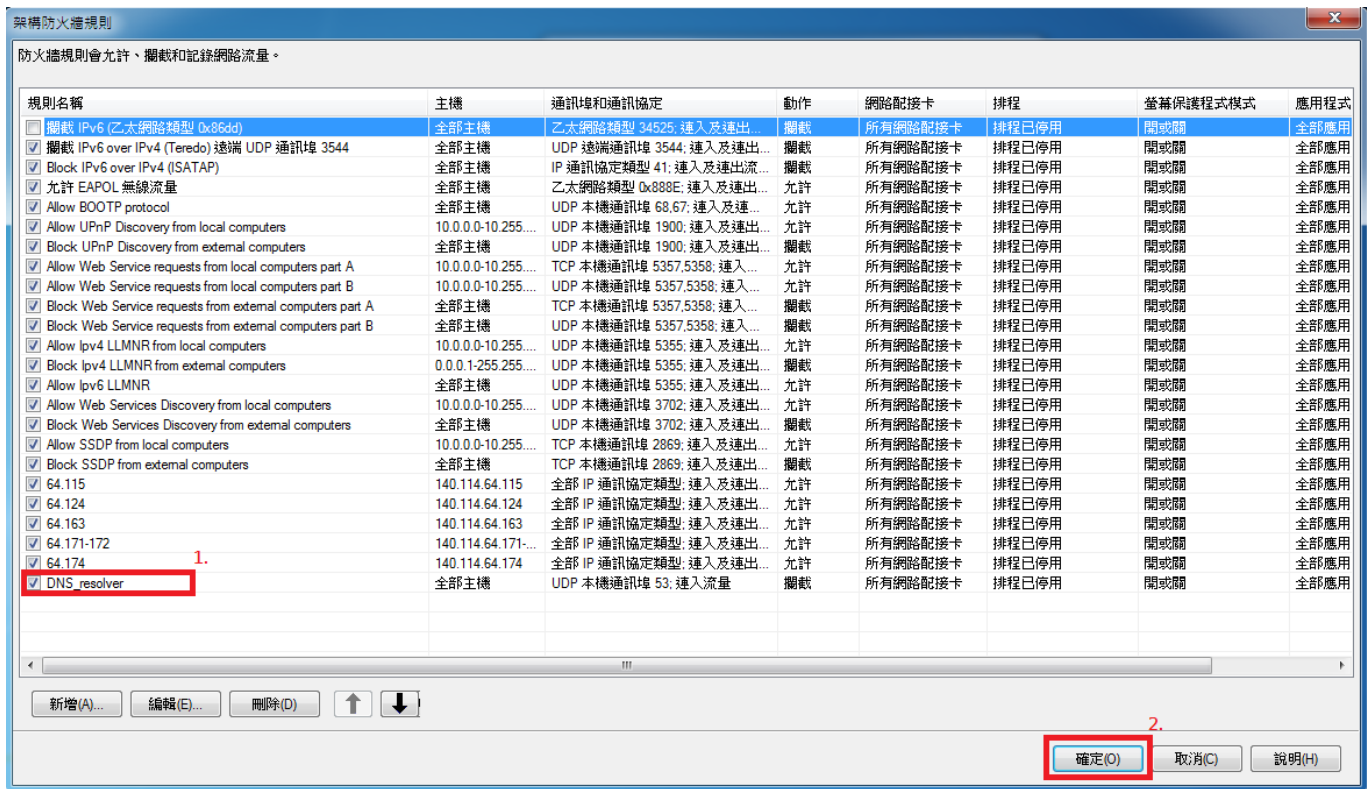 架構防火牆規則
防火牆規則會允許、攔截和記錄網路流量。
規則名稱 主機 通訊埠和通訊協定 動作 網路配接卡 排程 螢幕保護程式模式 應用程式
攔截 IPv6 (乙太網路類型 0x86dd) 全部主機 乙太網路類型 34525; 連入及連出... 攔截 所有網路配接卡 排程已停用 開或關 全部應用
攔截 IPv6 over IPv4 (Teredo) 遠端 UDP 通訊埠 3544 全部主機 UDP 遠端通訊埠 3544; 連入及連出... 攔截 所有網路配接卡 排程已停用 開或關 全部應用
Block IPv6 over IPv4 (ISATAP) 全部主機 IP 通訊協定類型 41; 連入及連出流... 攔截 所有網路配接卡 排程已停用 開或關 全部應用
允許 EAPOL 無線流量 全部主機 乙太網路類型 0x888E; 連入及連出... 允許 所有網路配接卡 排程已停用 開或關 全部應用
Allow BOOTP protocol 全部主機 UDP 本機通訊埠 68,67; 連入及連... 允許 所有網路配接卡 排程已停用 開或關 全部應用
Allow UPnP Discovery from local computers 10.0.0.0-10.255.... UDP 本機通訊埠 1900; 連入及連出... 允許 所有網路配接卡 排程已停用 開或關 全部應用
Block UPnP Discovery from external computers 全部主機 UDP 本機通訊埠 1900; 連入及連出... 攔截 所有網路配接卡 排程已停用 開或關 全部應用
Allow Web Service requests from local computers part A 10.0.0.0-10.255.... TCP 本機通訊埠 5357,5358; 連入... 允許 所有網路配接卡 排程已停用 開或關 全部應用
Allow Web Service requests from local computers part B 10.0.0.0-10.255.... UDP 本機通訊埠 5357,5358; 連入... 允許 所有網路配接卡 排程已停用 開或關 全部應用
Block Web Service requests from external computers part A 全部主機 TCP 本機通訊埠 5357,5358; 連入... 攔截 所有網路配接卡 排程已停用 開或關 全部應用
Block Web Service requests from external computers part B 全部主機 UDP 本機通訊埠 5357,5358; 連入... 攔截 所有網路配接卡 排程已停用 開或關 全部應用
Allow Ipv4 LLMNR from local computers 10.0.0.0-10.255.... UDP 本機通訊埠 5355; 連入及連出... 允許 所有網路配接卡 排程已停用 開或關 全部應用
Block Ipv4 LLMNR from external computers 0.0.0.1-255.255.... UDP 本機通訊埠 5355; 連入及連出... 攔截 所有網路配接卡 排程已停用 開或關 全部應用
Allow Ipv6 LLMNR 全部主機 UDP 本機通訊埠 5355; 連入及連出... 允許 所有網路配接卡 排程已停用 開或關 全部應用
Allow Web Services Discovery from local computers 10.0.0.0-10.255.... UDP 本機通訊埠 3702; 連入及連出... 允許 所有網路配接卡 排程已停用 開或關 全部應用
Block Web Services Discovery from external computers 全部主機 UDP 本機通訊埠 3702; 連入及連出... 攔截 所有網路配接卡 排程已停用 開或關 全部應用
Allow SSDP from local computers 10.0.0.0-10.255.... TCP 本機通訊埠 2869; 連入及連出... 允許 所有網路配接卡 排程已停用 開或關 全部應用
Block SSDP from external computers 全部主機 TCP 本機通訊埠 2869; 連入及連出... 攔截 所有網路配接卡 排程已停用 開或關 全部應用
64.115 140.114.64.115 全部 IP 通訊協定類型; 連入及連出... 允許 所有網路配接卡 排程已停用 開或關 全部應用
64.124 140.114.64.124 全部 IP 通訊協定類型; 連入及連出... 允許 所有網路配接卡 排程已停用 開或關 全部應用
64.163 140.114.64.163 全部 IP 通訊協定類型; 連入及連出... 允許 所有網路配接卡 排程已停用 開或關 全部應用
64.171-172 140.114.64.171-... 全部 IP 通訊協定類型; 連入及連出... 允許 所有網路配接卡 排程已停用 開或關 全部應用
64.174 140.114.64.174 全部 IP 通訊協定類型; 連入及連出... 允許 所有網路配接卡 排程已停用 開或關 全部應用
1.
DNS_resolver 全部主機 UDP 本機通訊埠 53; 連入流量 攔截 所有網路配接卡 排程已停用 開或關 全部應用
新增(A)... 編輯(E)... 刪除(D)
2.
確定(O) 取消(C) 說明(H)